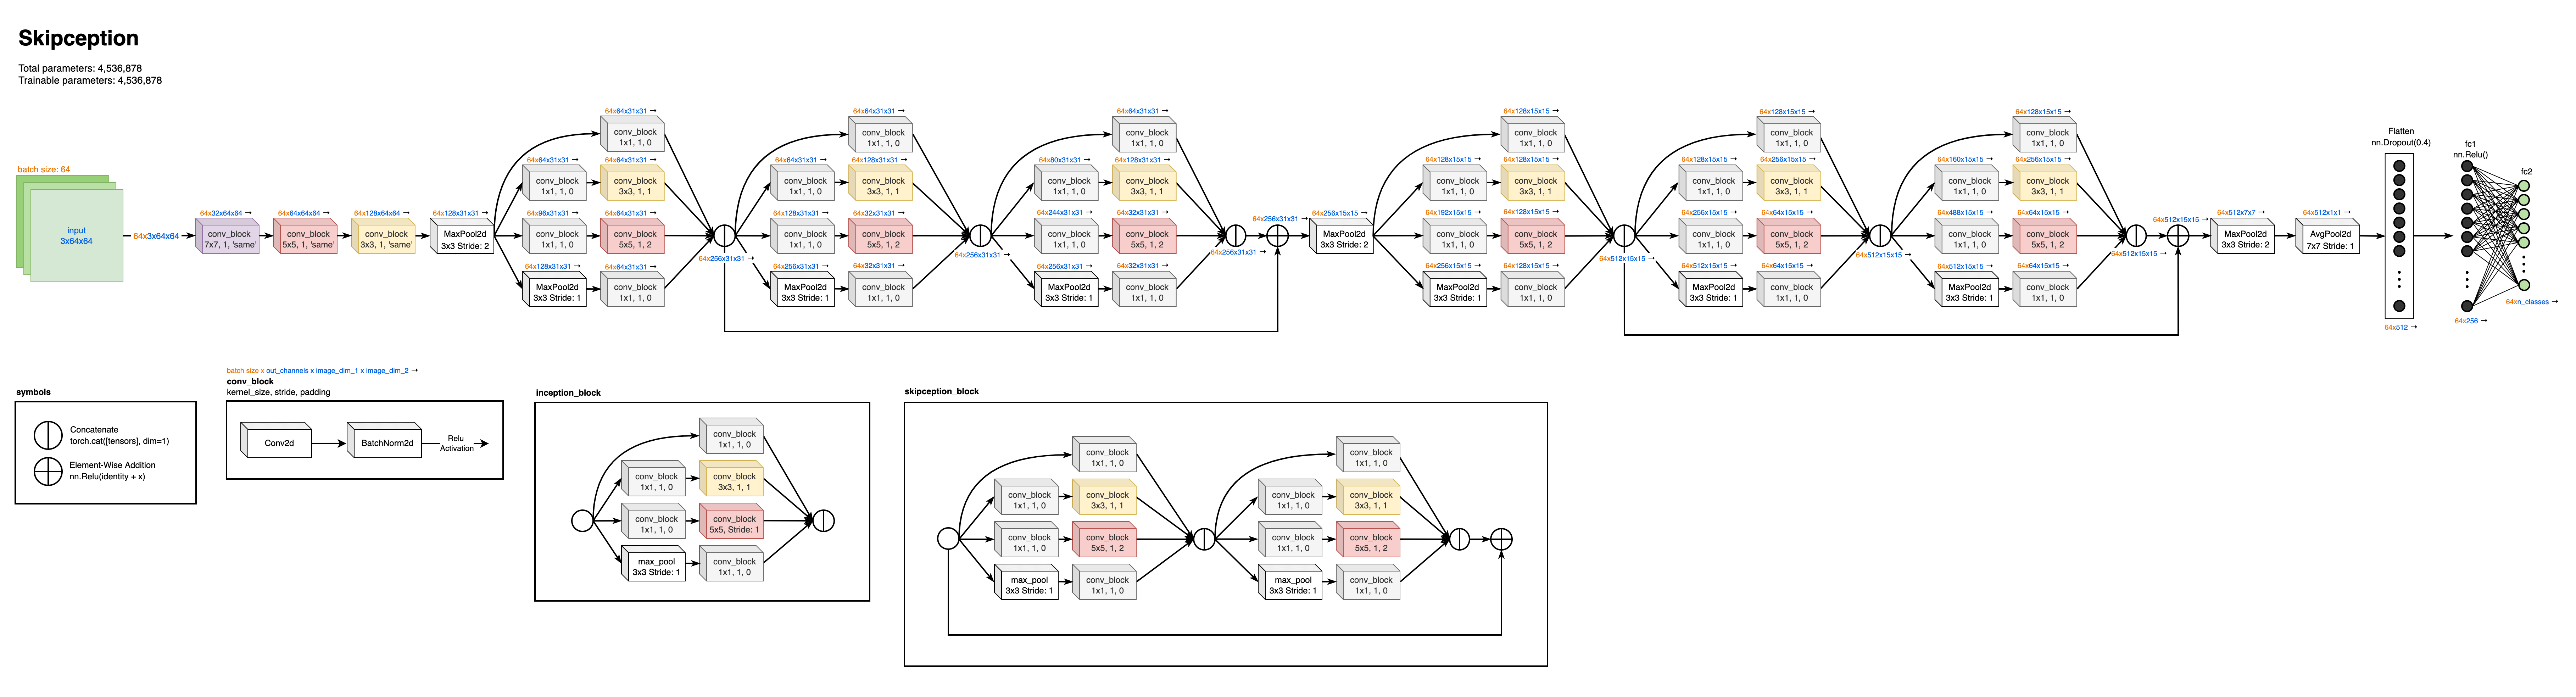 Skipception
Total parameters: 4,536,878
Trainable parameters: 4,536,878
batch size: 64
input
3x64x64
64x3x64x64
64x32x64x64 →
conv_block
7x7, 1, 'same'
64x64x64x64 →
conv_block
5x5, 1, 'same'
64x128x64x64 →
conv_block
3x3, 1, 'same'
64x128x31x31 →
MaxPool2d
3x3 Stride: 2
64x64x31x31 →
conv_block
1x1, 1, 0
64x64x31x31 →
conv_block
1x1, 1, 0
64x64x31x31 →
conv_block
3x3, 1, 1
64x96x31x31 →
conv_block
1x1, 1, 0
64x64x31x31 →
conv_block
5x5, 1, 2
64x128x31x31 →
MaxPool2d
3x3 Stride: 1
64x64x31x31 →
conv_block
1x1, 1, 0
64x256x31x31 →
64x64x31x31 →
conv_block
1x1, 1, 0
64x64x31x31 →
conv_block
1x1, 1, 0
64x128x31x31 →
conv_block
3x3, 1, 1
64x128x31x31 →
conv_block
1x1, 1, 0
64x32x31x31 →
conv_block
5x5, 1, 2
64x256x31x31 →
MaxPool2d
3x3 Stride: 1
64x32x31x31 →
conv_block
1x1, 1, 0
64x256x31x31 →
64x64x31x31 →
conv_block
1x1, 1, 0
64x80x31x31 →
conv_block
1x1, 1, 0
64x128x31x31 →
conv_block
3x3, 1, 1
64x244x31x31 →
conv_block
1x1, 1, 0
64x32x31x31 →
conv_block
5x5, 1, 2
64x256x31x31 →
MaxPool2d
3x3 Stride: 1
64x32x31x31 →
conv_block
1x1, 1, 0
64x256x31x31 →
64x256x31x31 →
64x256x15x15 →
MaxPool2d
3x3 Stride: 2
64x128x15x15 →
conv_block
1x1, 1, 0
64x128x15x15 →
conv_block
1x1, 1, 0
64x128x15x15 →
conv_block
3x3, 1, 1
64x192x15x15 →
conv_block
1x1, 1, 0
64x128x15x15 →
conv_block
5x5, 1, 2
64x256x15x15 →
MaxPool2d
3x3 Stride: 1
64x128x15x15 →
conv_block
1x1, 1, 0
64x512x15x15 →
64x128x15x15 →
conv_block
1x1, 1, 0
64x128x15x15 →
conv_block
1x1, 1, 0
64x256x15x15 →
conv_block
3x3, 1, 1
64x256x15x15 →
conv_block
1x1, 1, 0
64x64x15x15 →
conv_block
5x5, 1, 2
64x512x15x15 →
MaxPool2d
3x3 Stride: 1
64x64x15x15 →
conv_block
1x1, 1, 0
64x512x15x15 →
64x128x15x15 →
conv_block
1x1, 1, 0
64x160x15x15 →
conv_block
1x1, 1, 0
64x256x15x15 →
conv_block
3x3, 1, 1
64x488x15x15 →
conv_block
1x1, 1, 0
64x64x15x15 →
conv_block
5x5, 1, 2
64x512x15x15 →
MaxPool2d
3x3 Stride: 1
64x64x15x15 →
conv_block
1x1, 1, 0
64x512x15x15 →
64x512x15x15 →
64x512x7x7 →
MaxPool2d
3x3 Stride: 2
64x512x1x1 →
AvgPool2d
7x7 Stride: 1
Flatten
nn.Dropout(0.4)
64x512 →
fc1
nn.Relu()
64x256 →
fc2
64xn_classes →
symbols
Concatenate
torch.cat([tensors], dim=1)
Element-Wise Addition
nn.Relu(identity + x)
batch size x out_channels x image_dim_1 x image_dim_2 →
conv_block
kernel_size, stride, padding
Conv2d
BatchNorm2d
Relu
Activation
inception_block
conv_block
1x1, 1, 0
conv_block
1x1, 1, 0
conv_block
3x3, 1, 1
conv_block
1x1, 1, 0
conv_block
5x5, Stride: 1
max_pool
3x3 Stride: 1
conv_block
1x1, 1, 0
skipception_block
conv_block
1x1, 1, 0
conv_block
1x1, 1, 0
conv_block
3x3, 1, 1
conv_block
1x1, 1, 0
conv_block
5x5, 1, 2
max_pool
3x3 Stride: 1
conv_block
1x1, 1, 0
conv_block
1x1, 1, 0
conv_block
1x1, 1, 0
conv_block
3x3, 1, 1
conv_block
1x1, 1, 0
conv_block
5x5, 1, 2
max_pool
3x3 Stride: 1
conv_block
1x1, 1, 0